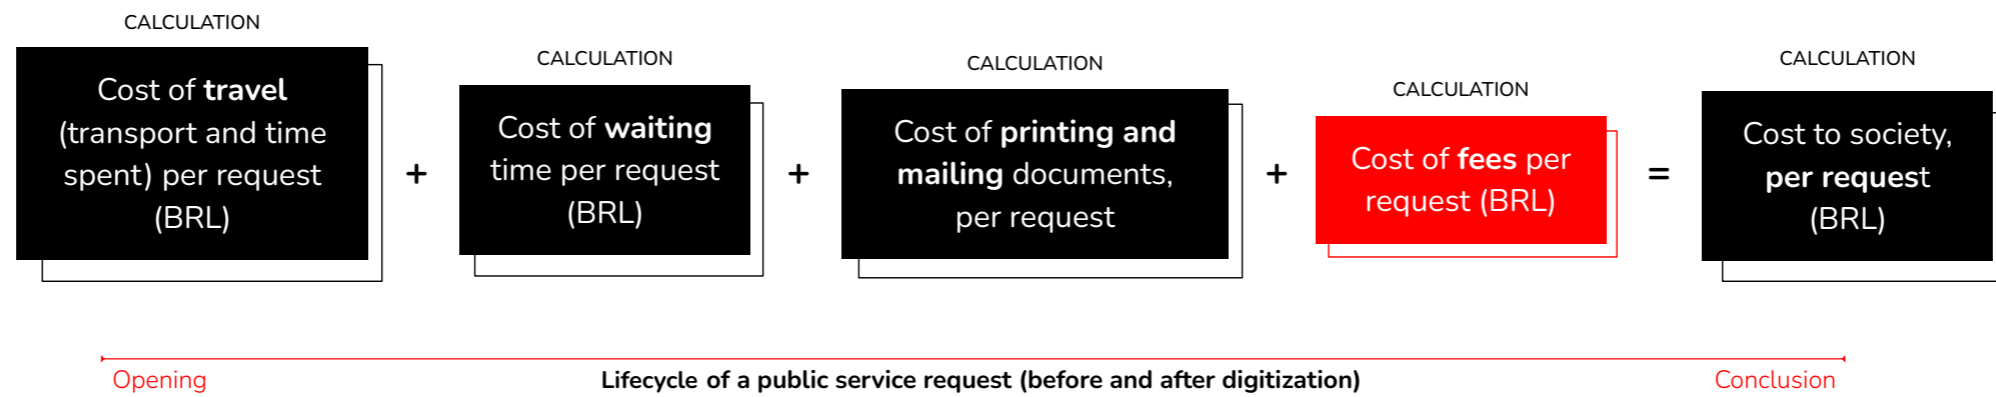 CALCULATION
Cost of travel
(transport and time
spent) per request
(BRL)
+
CALCULATION
Cost of waiting
time per request
(BRL)
+
CALCULATION
Cost of printing and
mailing documents,
per request
+
CALCULATION
Cost of fees per
request (BRL)
=
CALCULATION
Cost to society,
per request
(BRL)
Opening
Lifecycle of a public service request (before and after digitization)
Conclusion